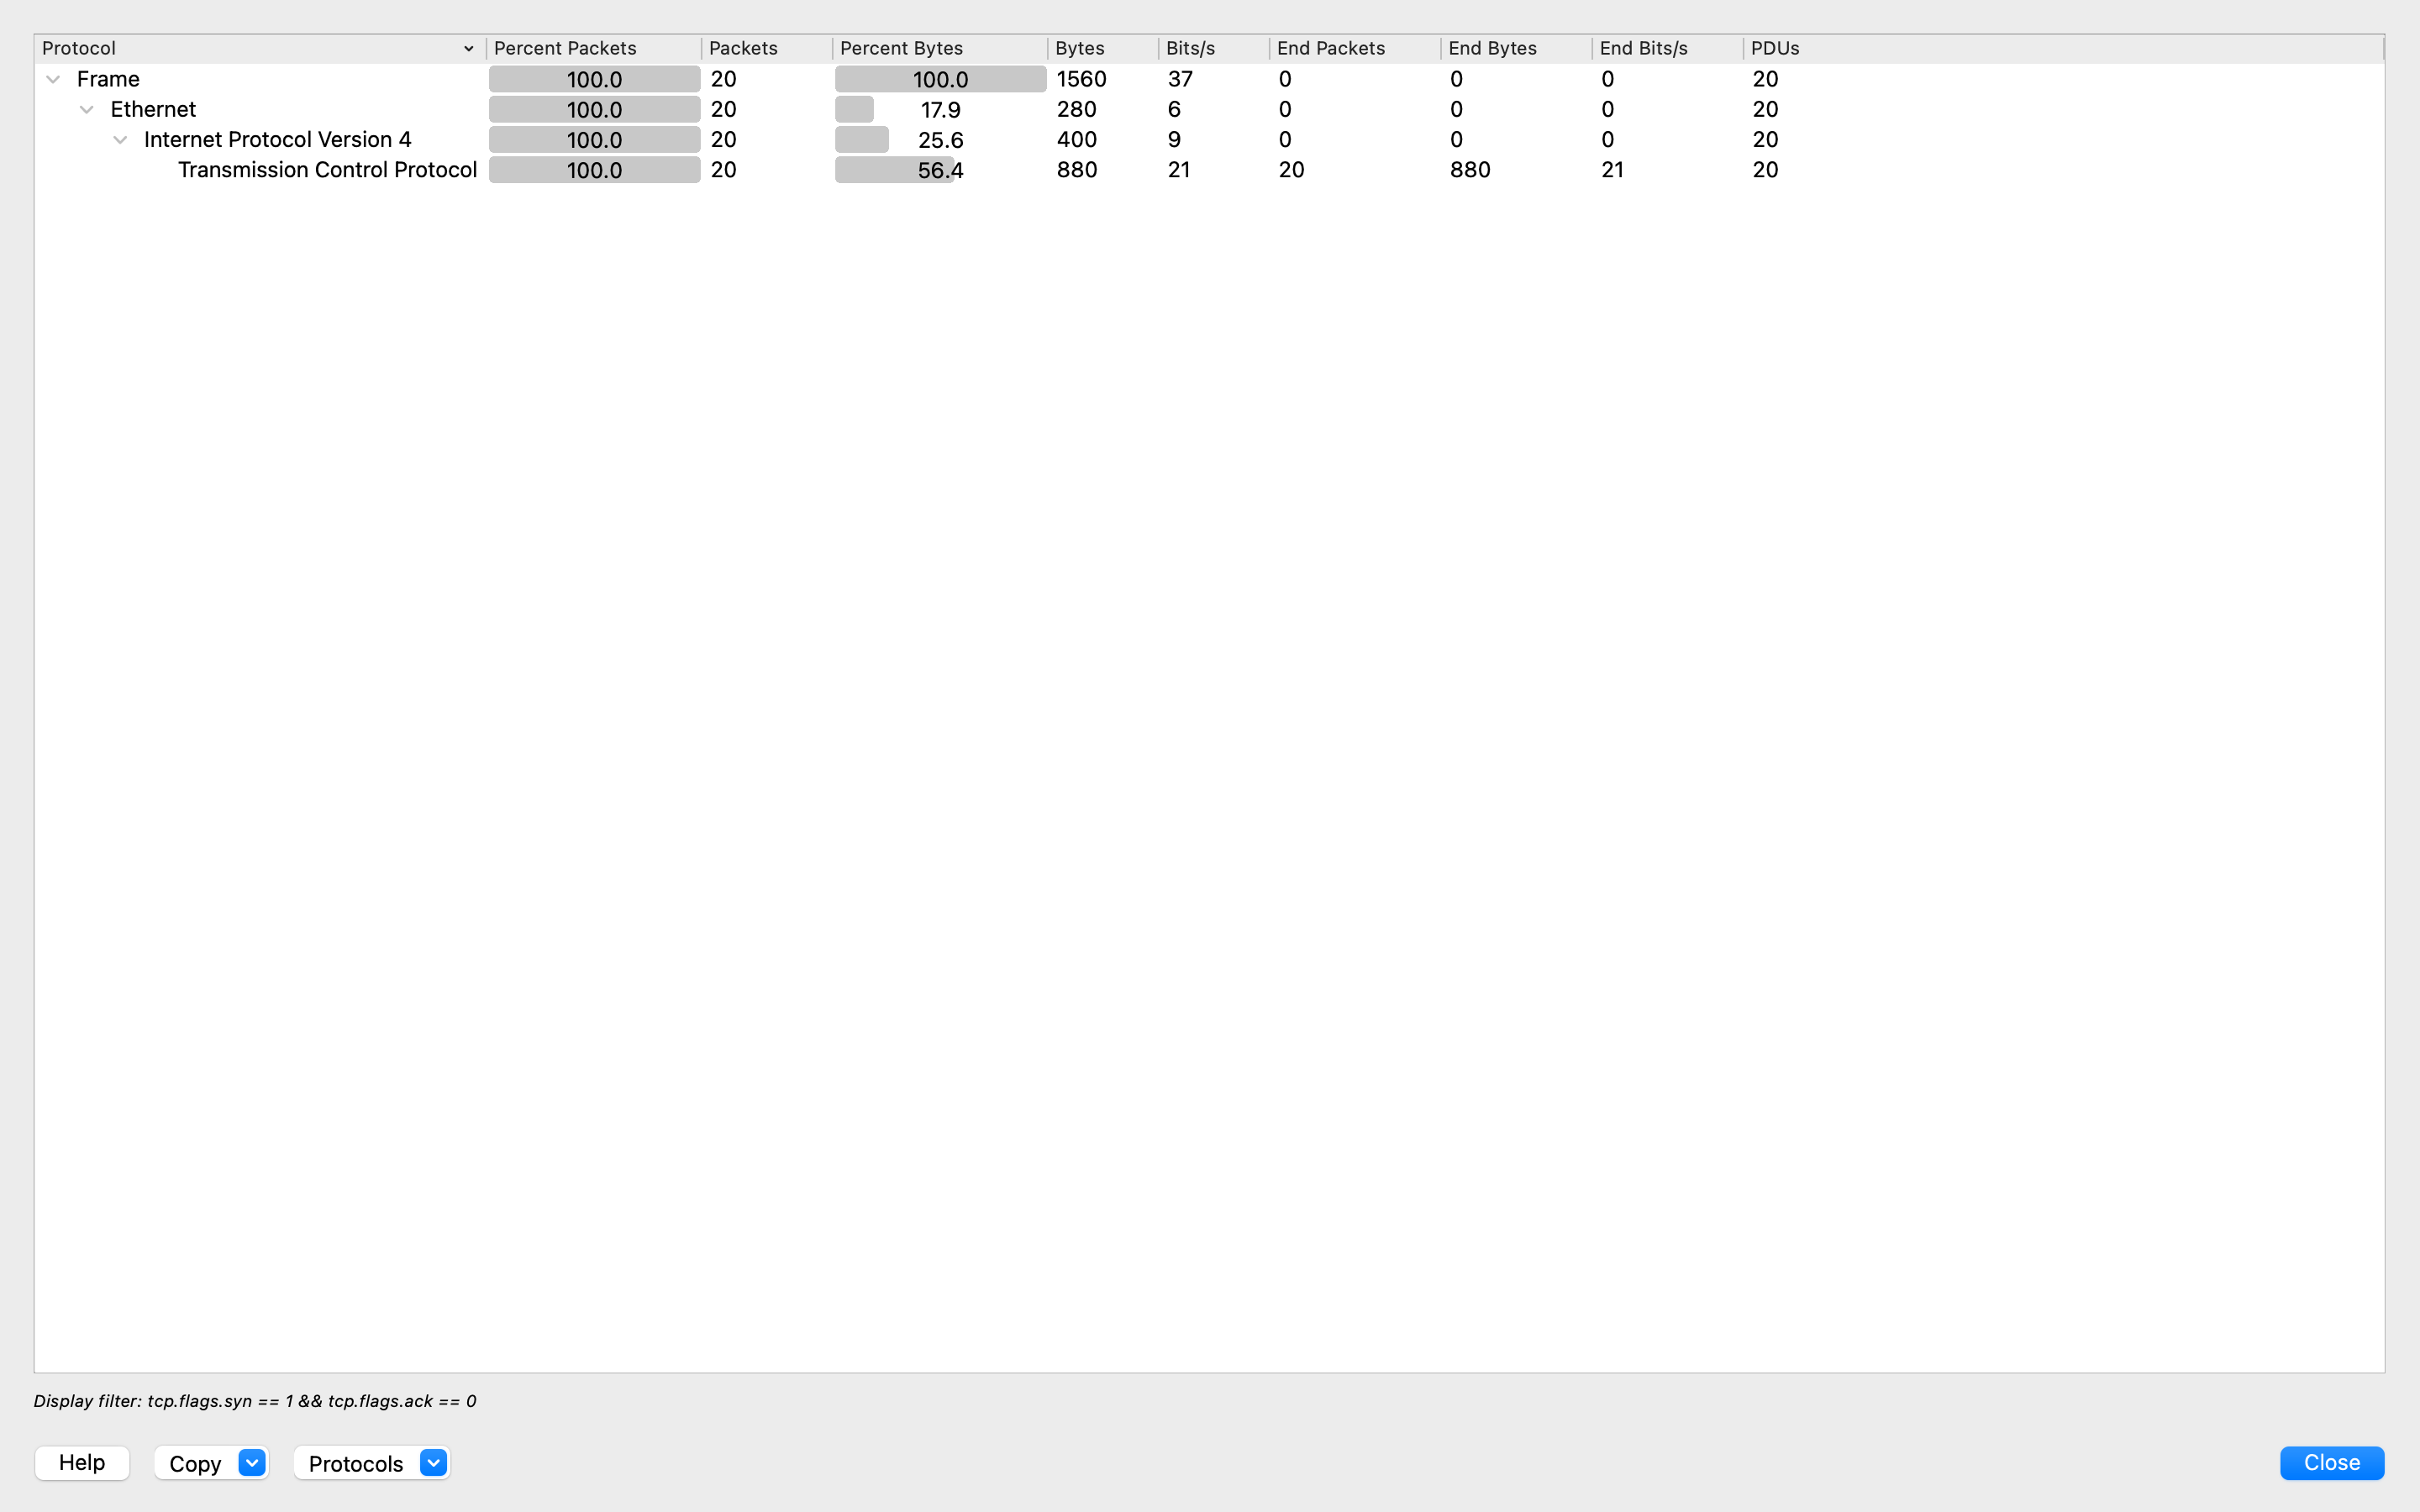 Protocol Percent Packets Packets Percent Bytes Bytes Bits/s End Packets End Bytes End Bits/s PDUs
Frame 100.0 20 100.0 1560 37 0 0 0 20
Ethernet 100.0 20 17.9 280 6 0 0 0 20
Internet Protocol Version 4 100.0 20 25.6 400 9 0 0 0 20
Transmission Control Protocol 100.0 20 56.4 880 21 20 880 21 20
Display filter: tcp.flags.syn == 1 && tcp.flags.ack == 0
Help Copy Protocols Close